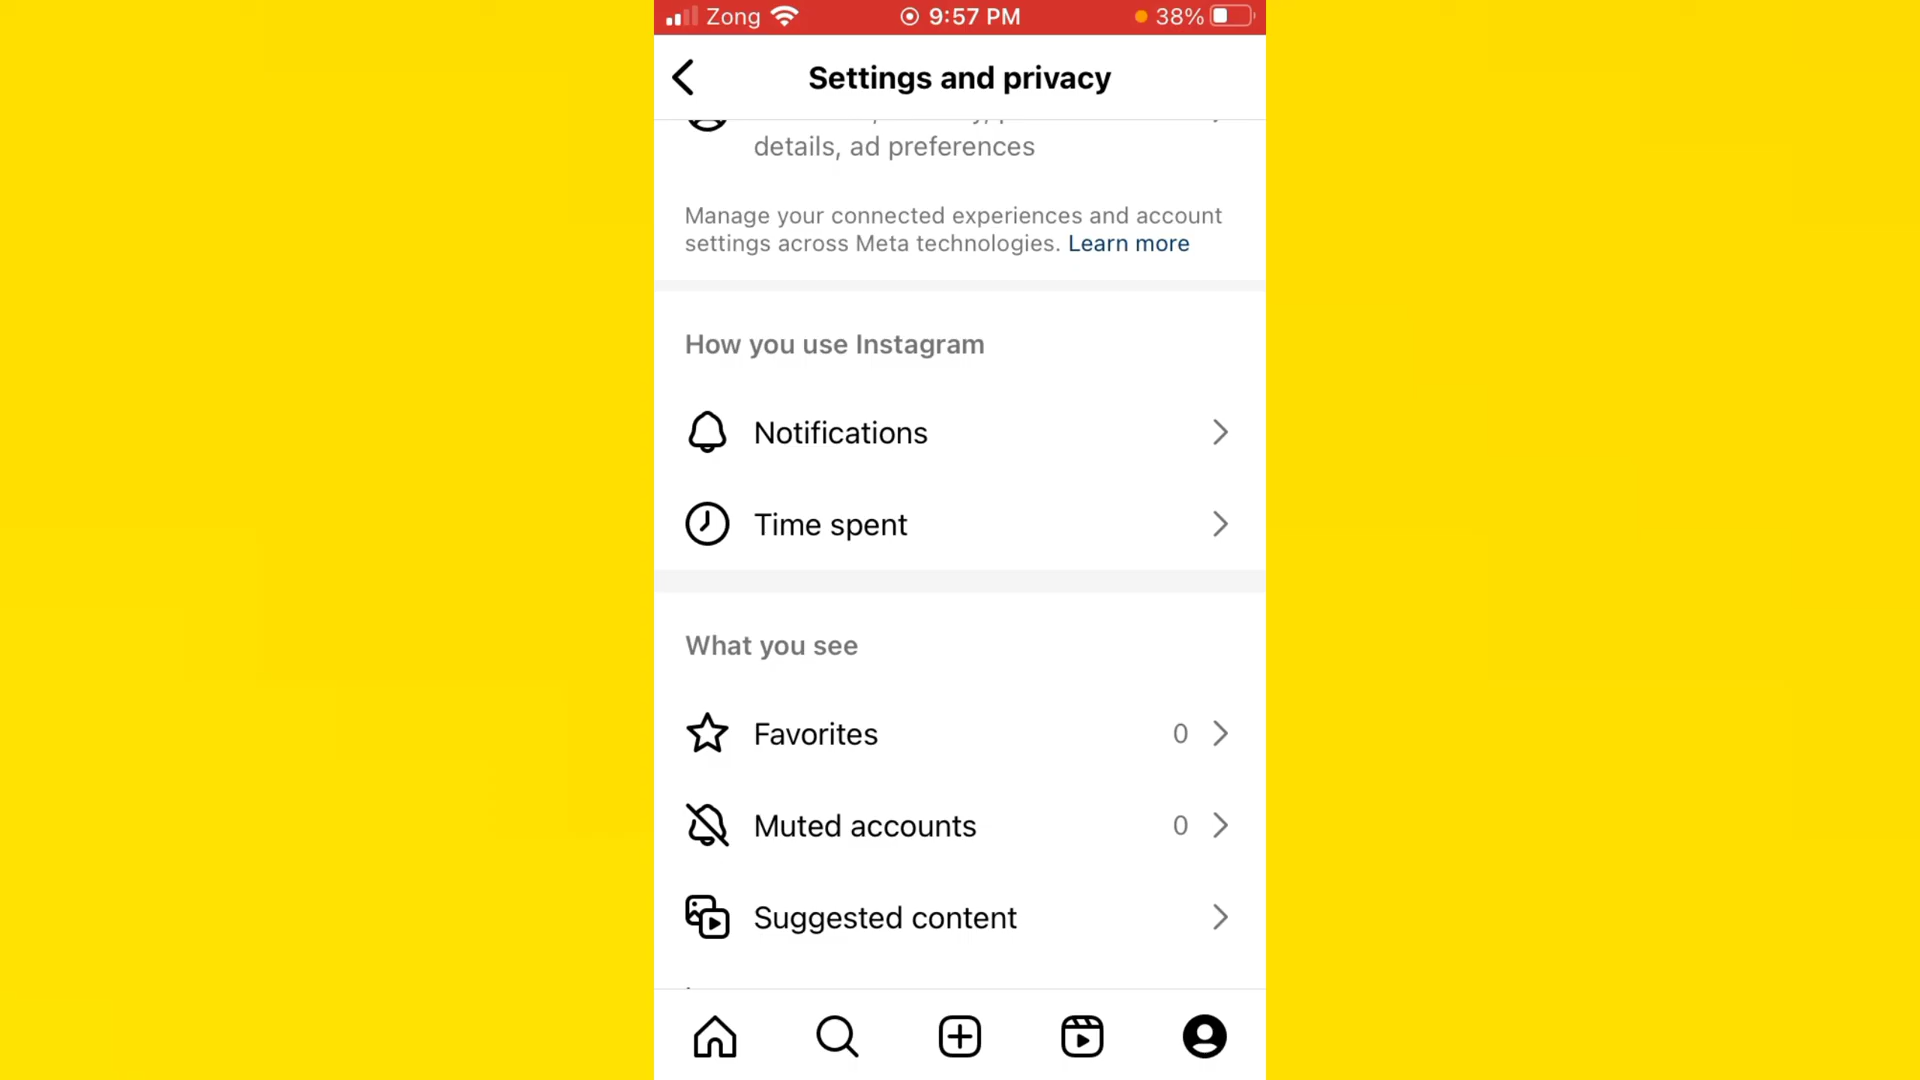 Zong 9:57 PM 38%
Settings and privacy
details, ad preferences
Manage your connected experiences and account
settings across Meta technologies. Learn more
How you use Instagram
Notifications
Time spent
What you see
Favorites 0
Muted accounts 0
Suggested content